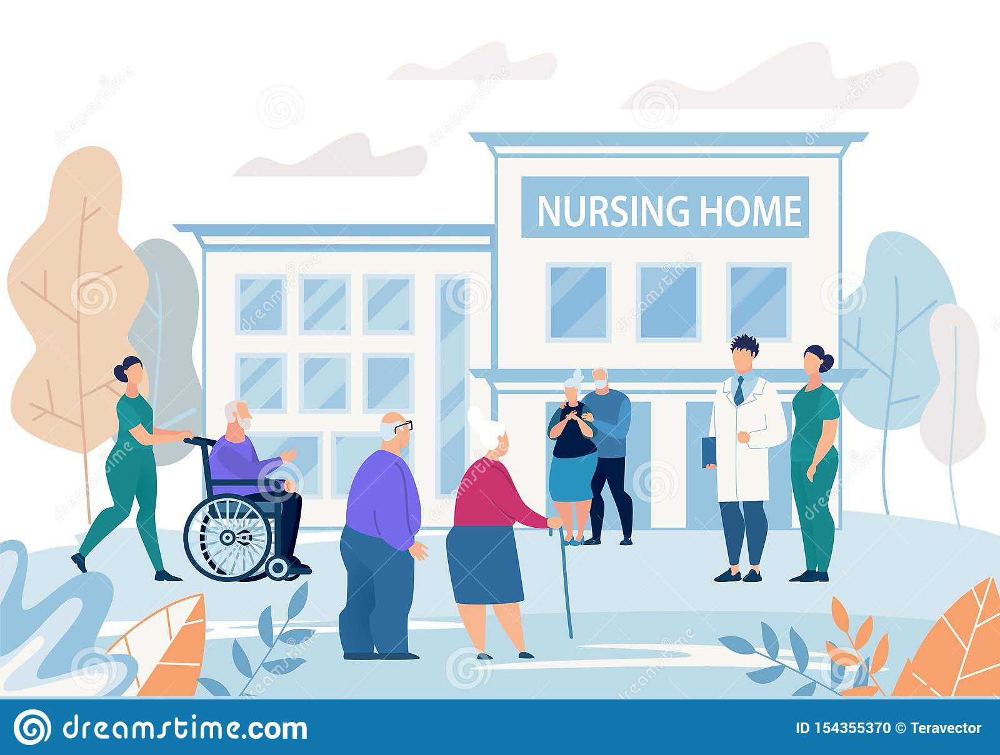 NURSING HOME
dreamstime.com
ID 154355370 © Teravector